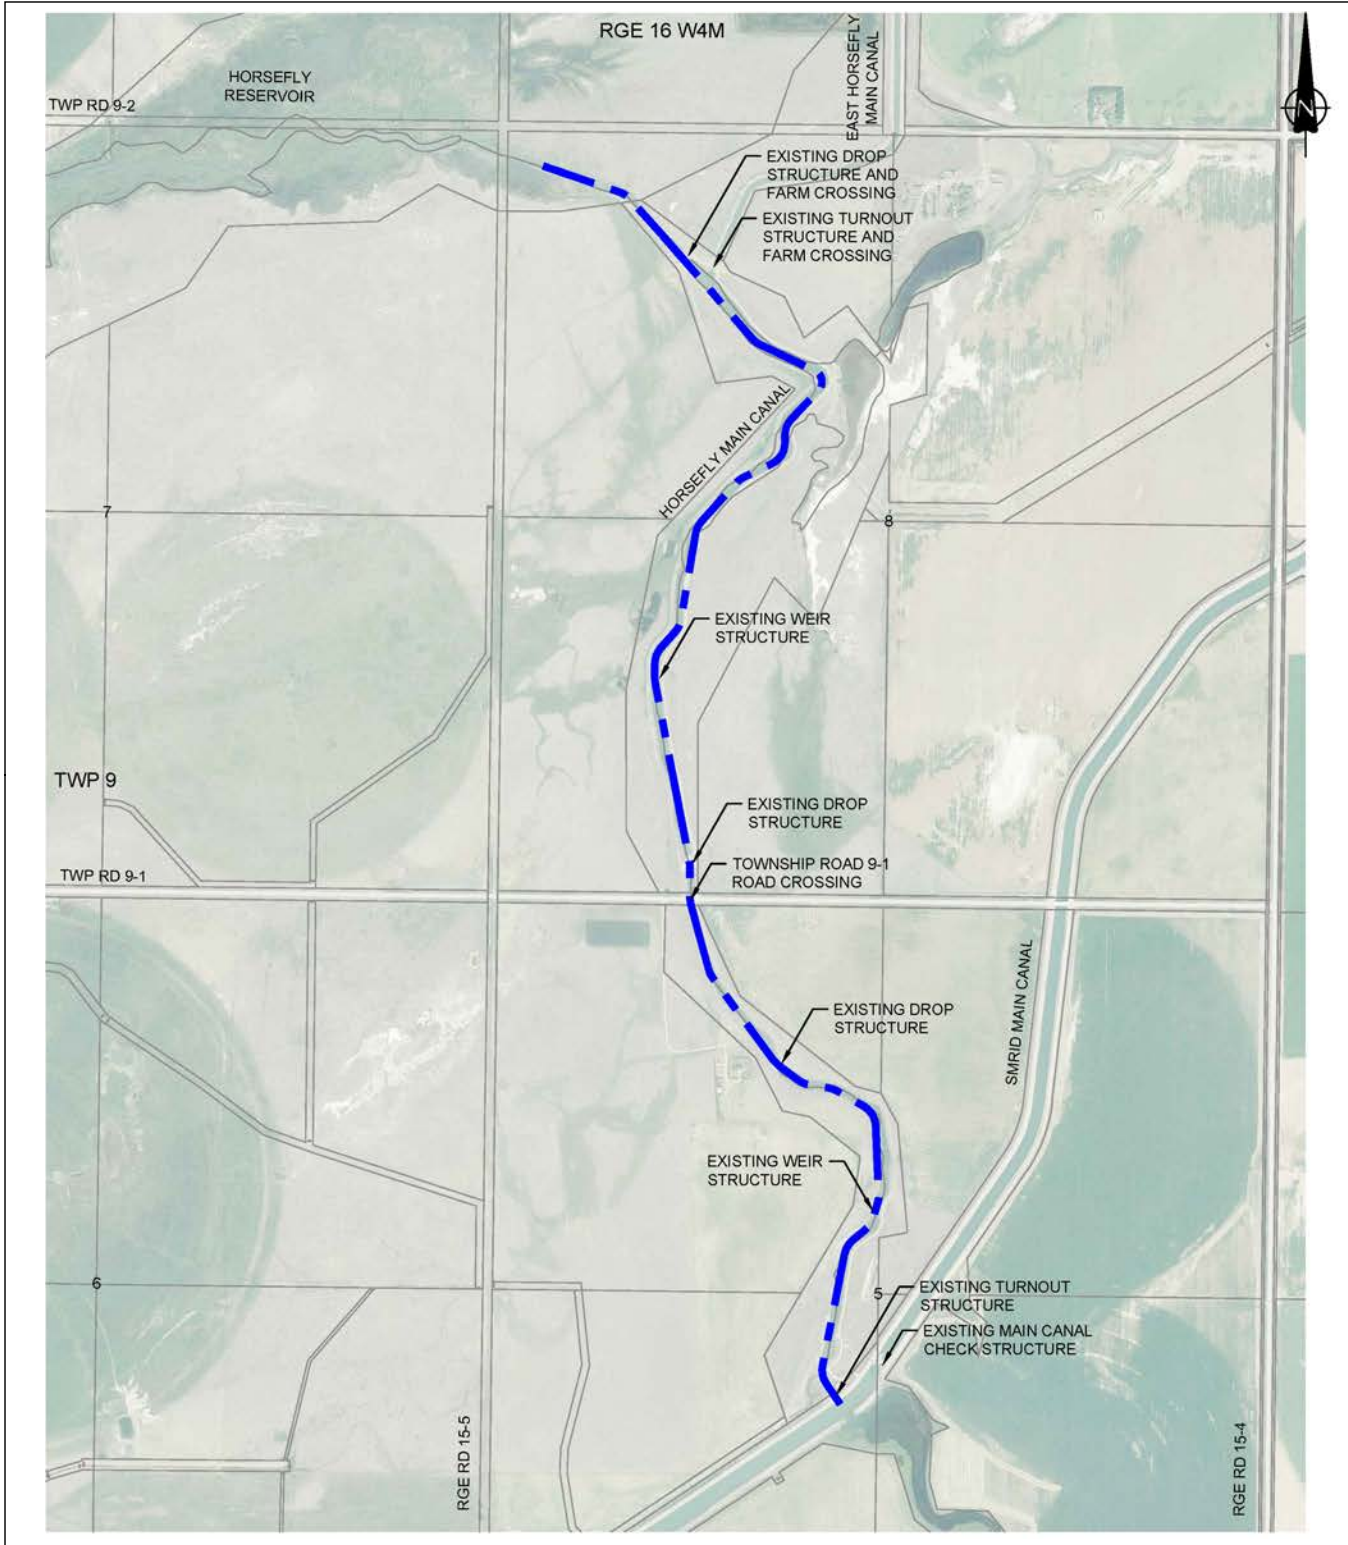 RGE 16 W4M
HORSEFLY
RESERVOIR
TWP RD 9-2
EAST HORSEFLY
MAIN CANAL
N
EXISTING DROP
STRUCTURE AND
FARM CROSSING
EXISTING TURNOUT
STRUCTURE AND
FARM CROSSING
HORSEFLY MAIN CANAL
7
8
EXISTING WEIR
STRUCTURE
TWP 9
EXISTING DROP
STRUCTURE
TWP RD 9-1
TOWNSHIP ROAD 9-1
ROAD CROSSING
SMRID MAIN CANAL
EXISTING DROP
STRUCTURE
EXISTING WEIR
STRUCTURE
6
5
EXISTING TURNOUT
STRUCTURE
EXISTING MAIN CANAL
CHECK STRUCTURE
RGE RD 15-5
RGE RD 15-4